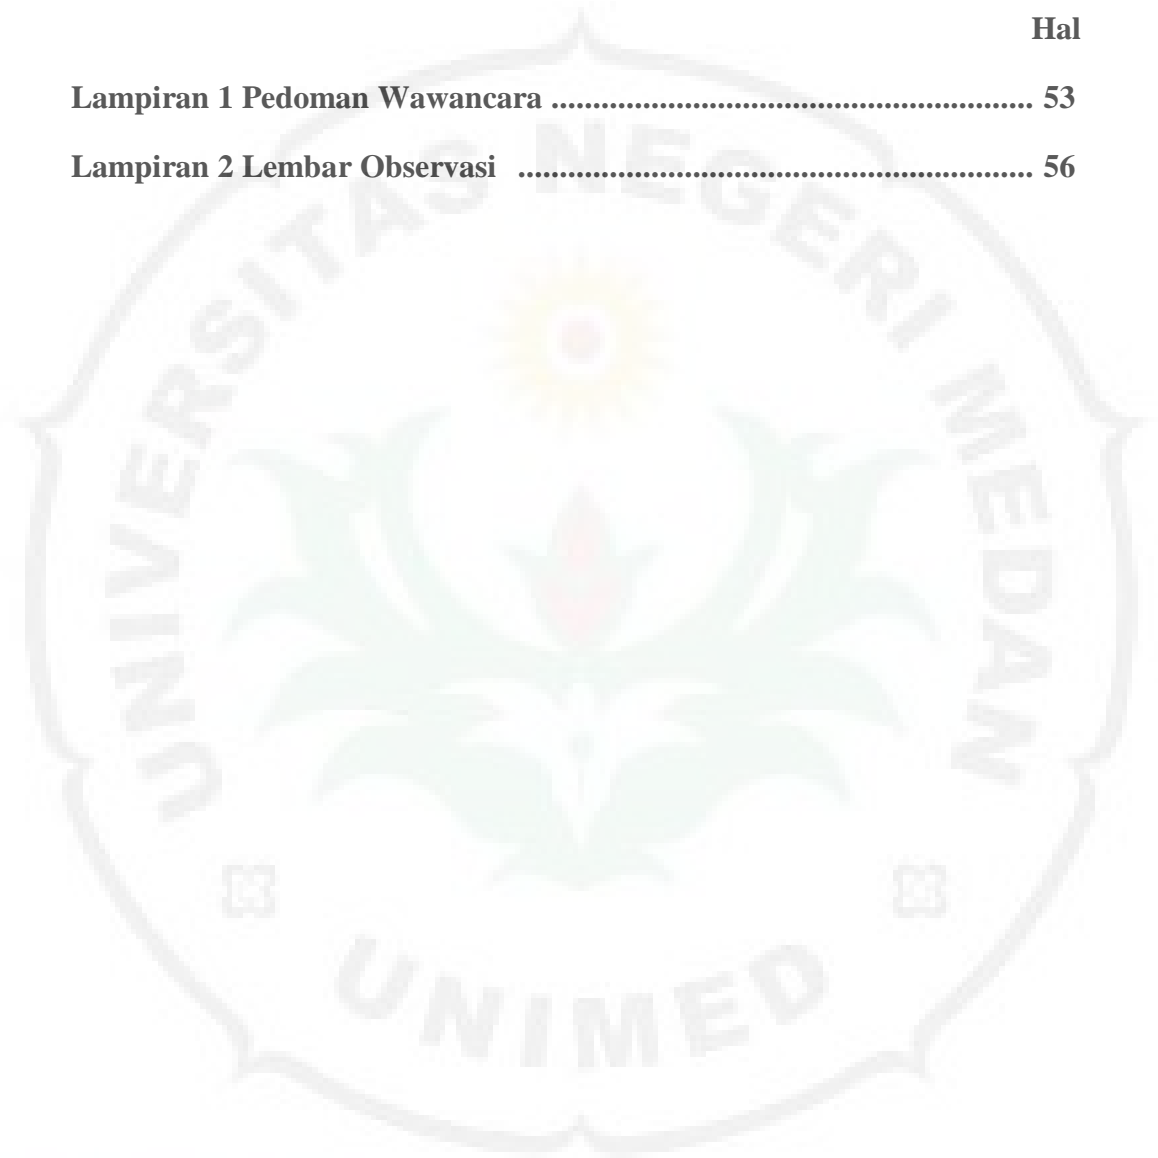 Hal
Lampiran 1 Pedoman Wawancara .......................................................... 53
Lampiran 2 Lembar Observasi .............................................................. 56
UNIVERSITAS NEGERI MEDAN
UNIMED